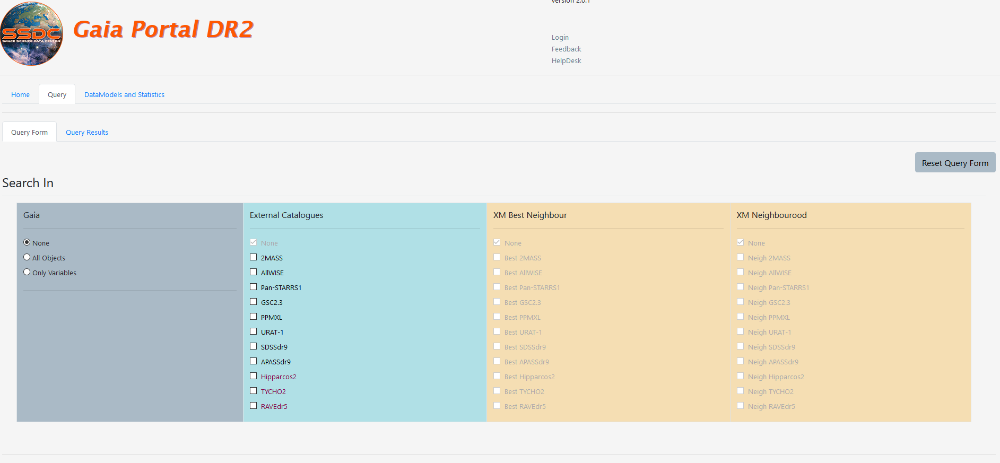 version 2.0.1
SSDC
SPACE SCIENCE DATA CENTER
Gaia Portal DR2
Login
Feedback
HelpDesk
Home Query DataModels and Statistics
Query Form Query Results
Reset Query Form
Search In
Gaia
None
All Objects
Only Variables
External Catalogues
None
2MASS
AllWISE
Pan-STARRS1
GSC2.3
PPMXL
URAT-1
SDSSdr9
APASSdr9
Hipparcos2
TYCHO2
RAVEdr5
XM Best Neighbour
None
Best 2MASS
Best AllWISE
Best Pan-STARRS1
Best GSC2.3
Best PPMXL
Best URAT-1
Best SDSSdr9
Best APASSdr9
Best Hipparcos2
Best TYCHO2
Best RAVEdr5
XM Neighbourood
None
Neigh 2MASS
Neigh AllWISE
Neigh Pan-STARRS1
Neigh GSC2.3
Neigh PPMXL
Neigh URAT-1
Neigh SDSSdr9
Neigh APASSdr9
Neigh Hipparcos2
Neigh TYCHO2
Neigh RAVEdr5